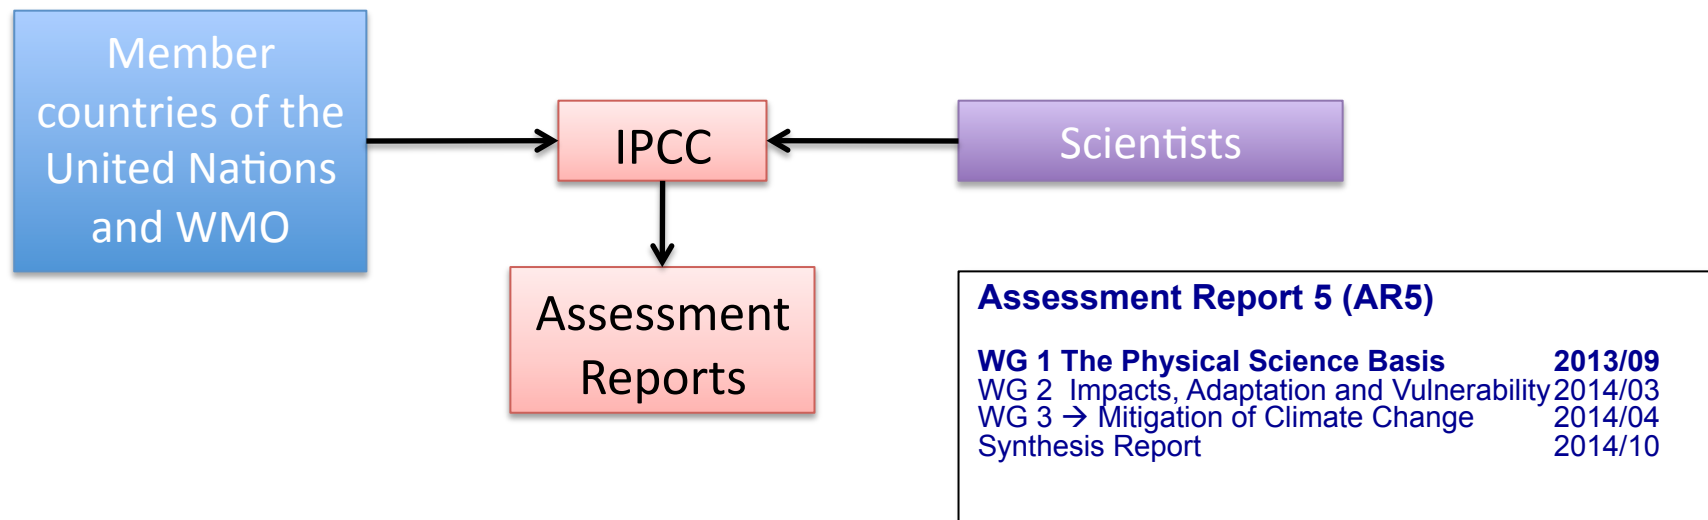 Member
countries of the
United Nations
and WMO
IPCC
Scientists
Assessment
Reports
Assessment Report 5 (AR5)
WG 1 The Physical Science Basis 2013/09
WG 2 Impacts, Adaptation and Vulnerability 2014/03
WG 3 → Mitigation of Climate Change 2014/04
Synthesis Report 2014/10